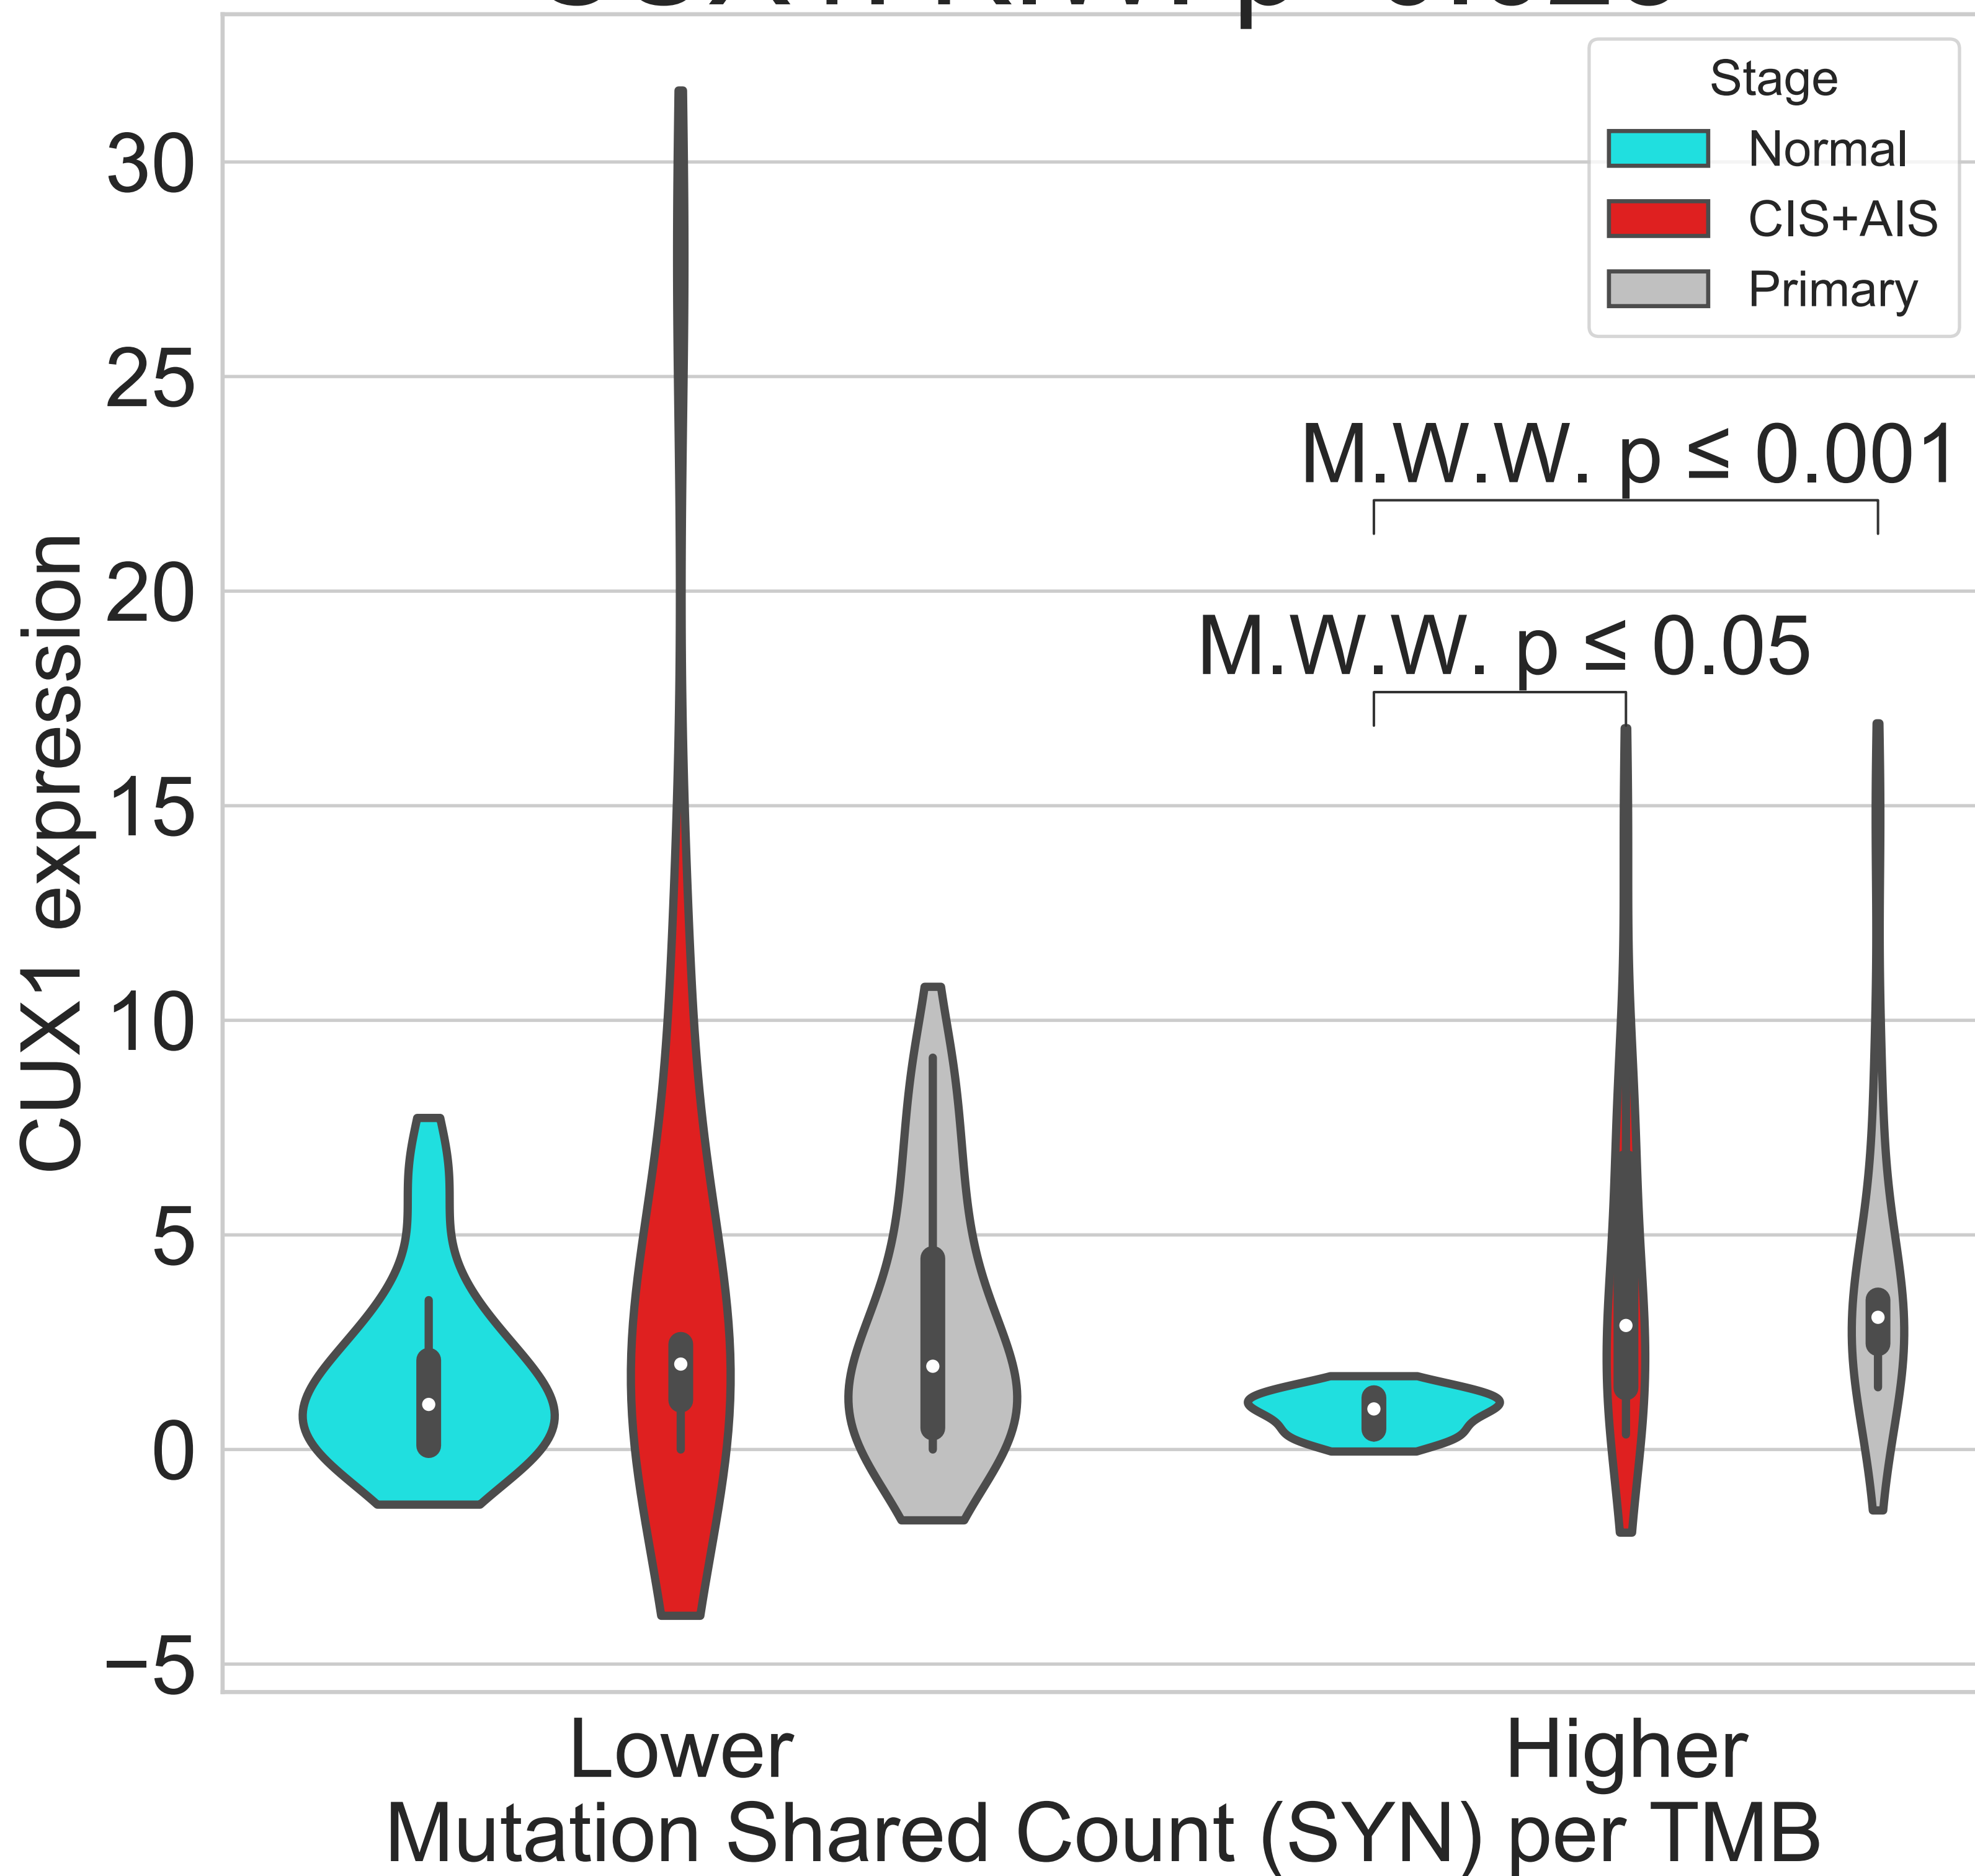 Stage
Normal
CIS+AIS
Primary
30
25
20
15
10
5
0
−5
CUX1 expression
M.W.W. p ≤ 0.001
M.W.W. p ≤ 0.05
Lower
Higher
Mutation Shared Count (SYN) per TMB